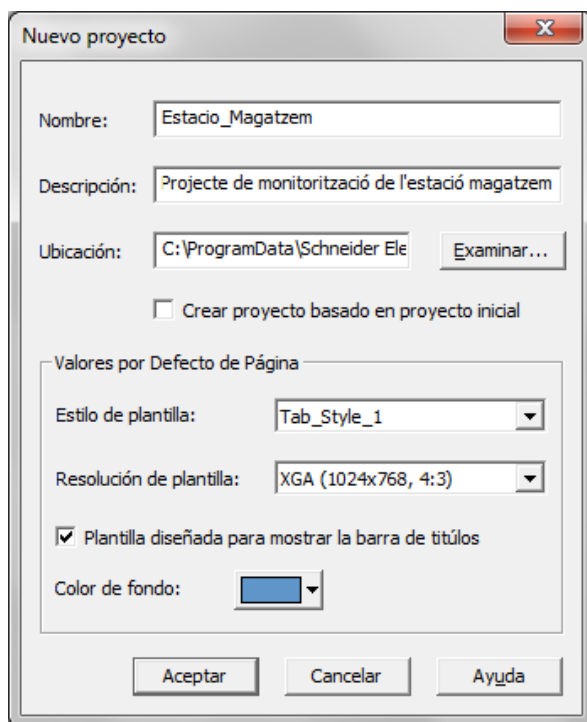 Nuevo proyecto
Nombre: Estacio_Magatzem
Descripción: Projecte de monitorització de l'estació magatzem
Ubicación: C:\ProgramData\Schneider Ele Examinar...
Crear proyecto basado en proyecto inicial
Valores por Defecto de Página
Estilo de plantilla: Tab_Style_1
Resolución de plantilla: XGA (1024x768, 4:3)
Plantilla diseñada para mostrar la barra de titúlos
Color de fondo:
Aceptar Cancelar Ayuda